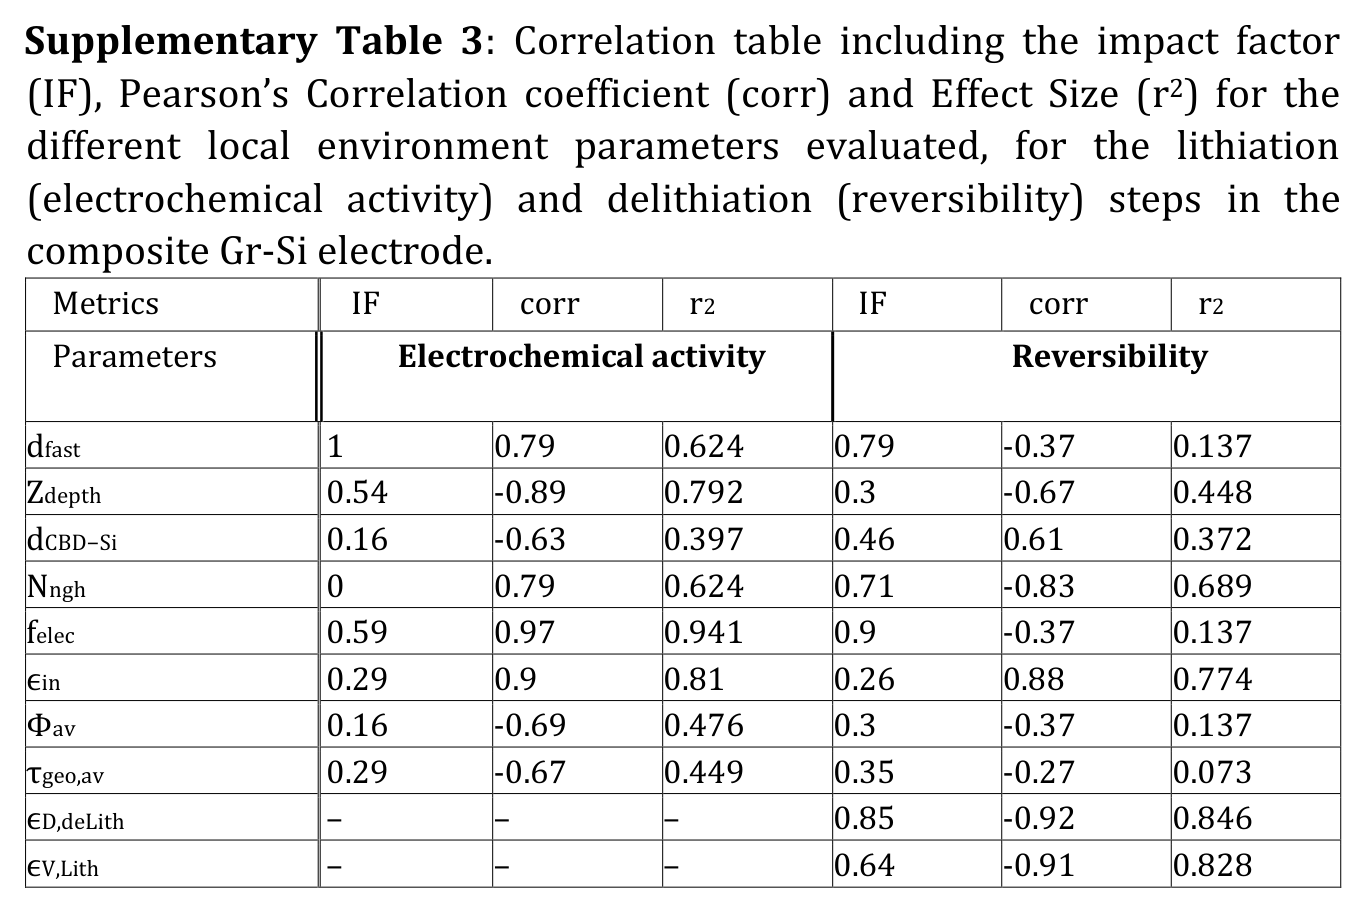 Supplementary Table 3: Correlation table including the impact factor
(IF), Pearson’s Correlation coefficient (corr) and Effect Size (r²) for the
different local environment parameters evaluated, for the lithiation
(electrochemical activity) and delithiation (reversibility) steps in the
composite Gr-Si electrode.
Metrics IF corr r2 IF corr r2
Parameters Electrochemical activity Reversibility
dfast 1 0.79 0.624 0.79 -0.37 0.137
Zdepth 0.54 -0.89 0.792 0.3 -0.67 0.448
dCBD–Si 0.16 -0.63 0.397 0.46 0.61 0.372
Nngh 0 0.79 0.624 0.71 -0.83 0.689
felec 0.59 0.97 0.941 0.9 -0.37 0.137
ϵin 0.29 0.9 0.81 0.26 0.88 0.774
Φav 0.16 -0.69 0.476 0.3 -0.37 0.137
τgeo,av 0.29 -0.67 0.449 0.35 -0.27 0.073
ϵD,deLith – – – 0.85 -0.92 0.846
ϵV,Lith – – – 0.64 -0.91 0.828